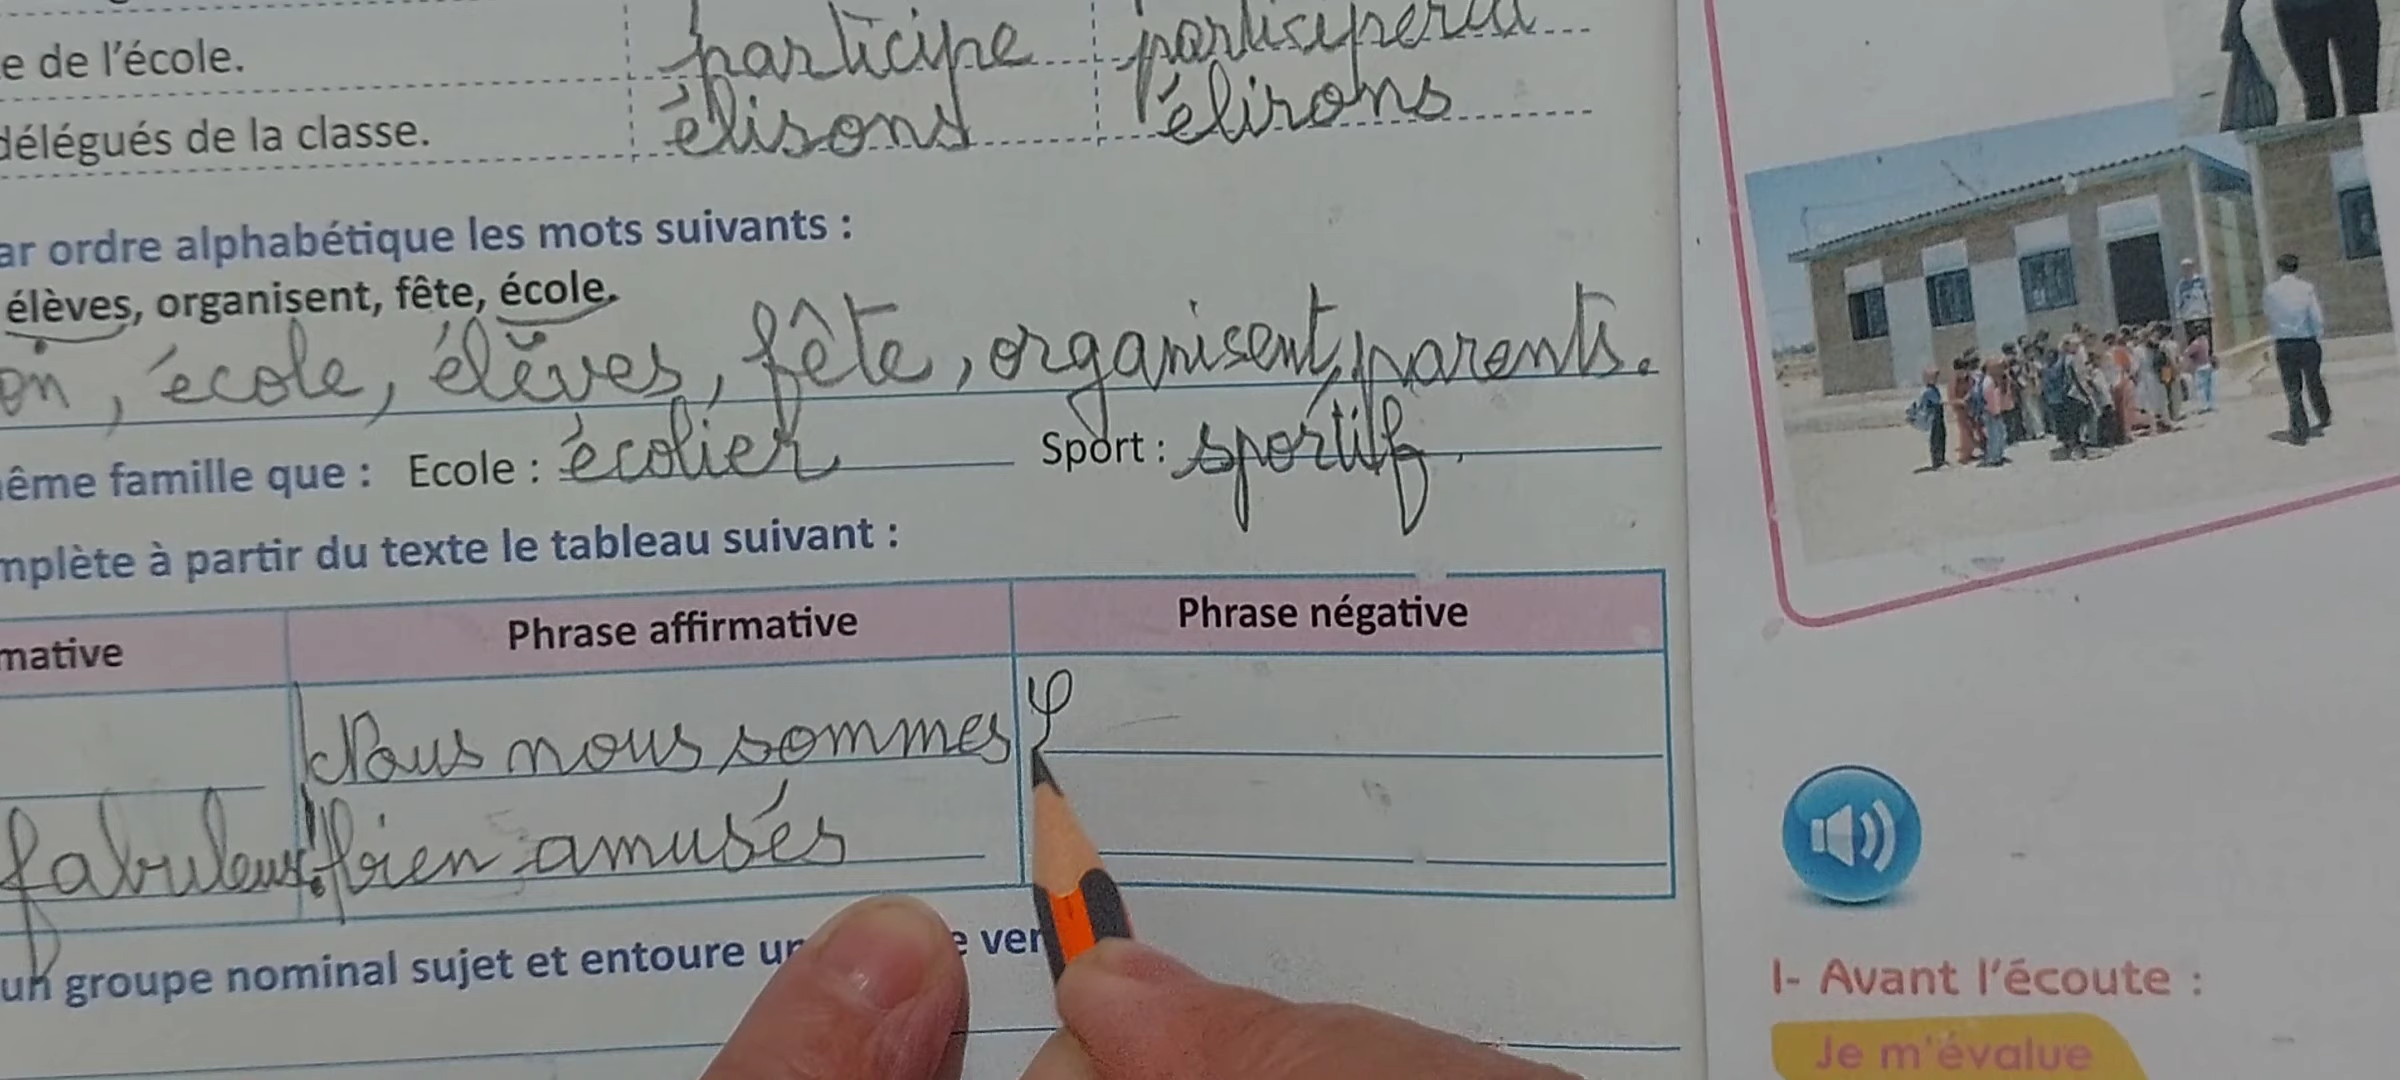 e de l'école.
participe
participera
délégués de la classe.
élisons
élirons
ar ordre alphabétique les mots suivants :
élèves, organisent, fête, école.
on, école, élèves, fête, organisent, parents.
ême famille que : Ecole : écolier Sport : sportif.
mplète à partir du texte le tableau suivant :
mative
Phrase affirmative
Phrase négative
Nous nous sommes
fabuleux.
bien amusés
un groupe nominal sujet et entoure un e ver
I- Avant l'écoute :
Je m'évalue